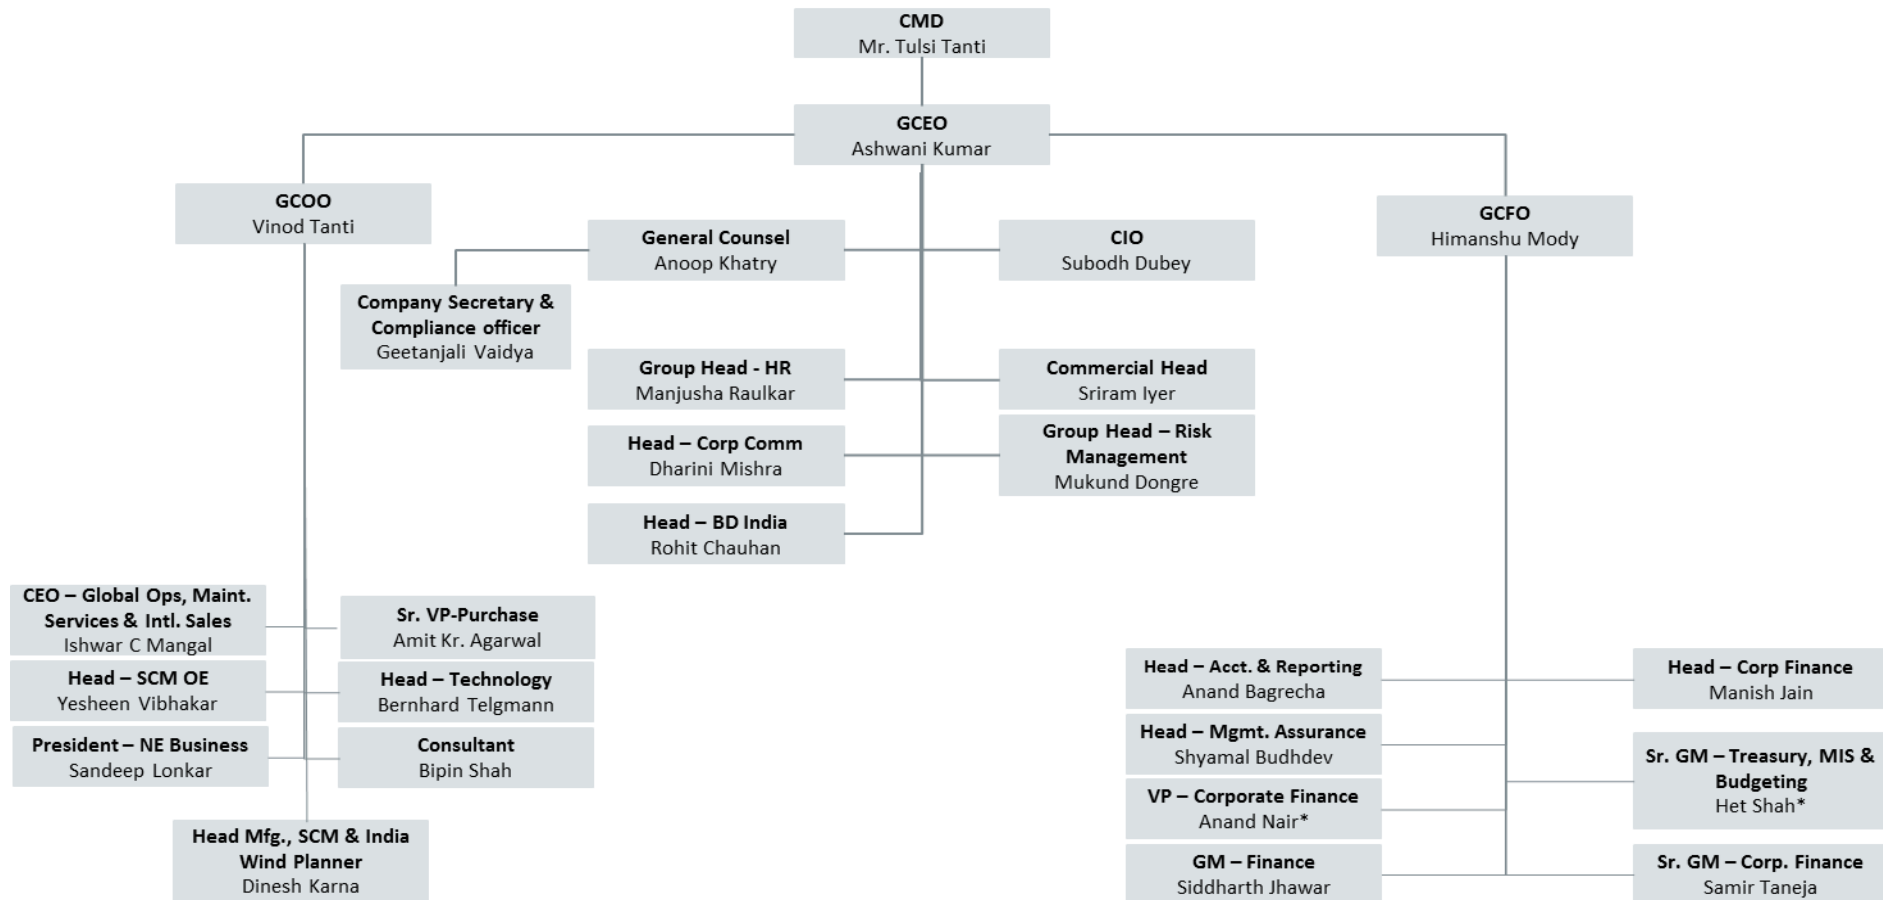 CMD
Mr. Tulsi Tanti
GCEO
Ashwani Kumar
GCOO
Vinod Tanti
GCFO
Himanshu Mody
General Counsel
Anoop Khatry
CIO
Subodh Dubey
Company Secretary &
Compliance officer
Geetanjali Vaidya
Group Head - HR
Manjusha Raulkar
Commercial Head
Sriram Iyer
Head – Corp Comm
Dharini Mishra
Group Head – Risk
Management
Mukund Dongre
Head – BD India
Rohit Chauhan
CEO – Global Ops, Maint.
Services & Intl. Sales
Ishwar C Mangal
Sr. VP-Purchase
Amit Kr. Agarwal
Head – SCM OE
Yesheen Vibhakar
Head – Technology
Bernhard Telgmann
President – NE Business
Sandeep Lonkar
Consultant
Bipin Shah
Head Mfg., SCM & India
Wind Planner
Dinesh Karna
Head – Acct. & Reporting
Anand Bagrecha
Head – Corp Finance
Manish Jain
Head – Mgmt. Assurance
Shyamal Budhdev
Sr. GM – Treasury, MIS &
Budgeting
Het Shah*
VP – Corporate Finance
Anand Nair*
GM – Finance
Siddharth Jhawar
Sr. GM – Corp. Finance
Samir Taneja